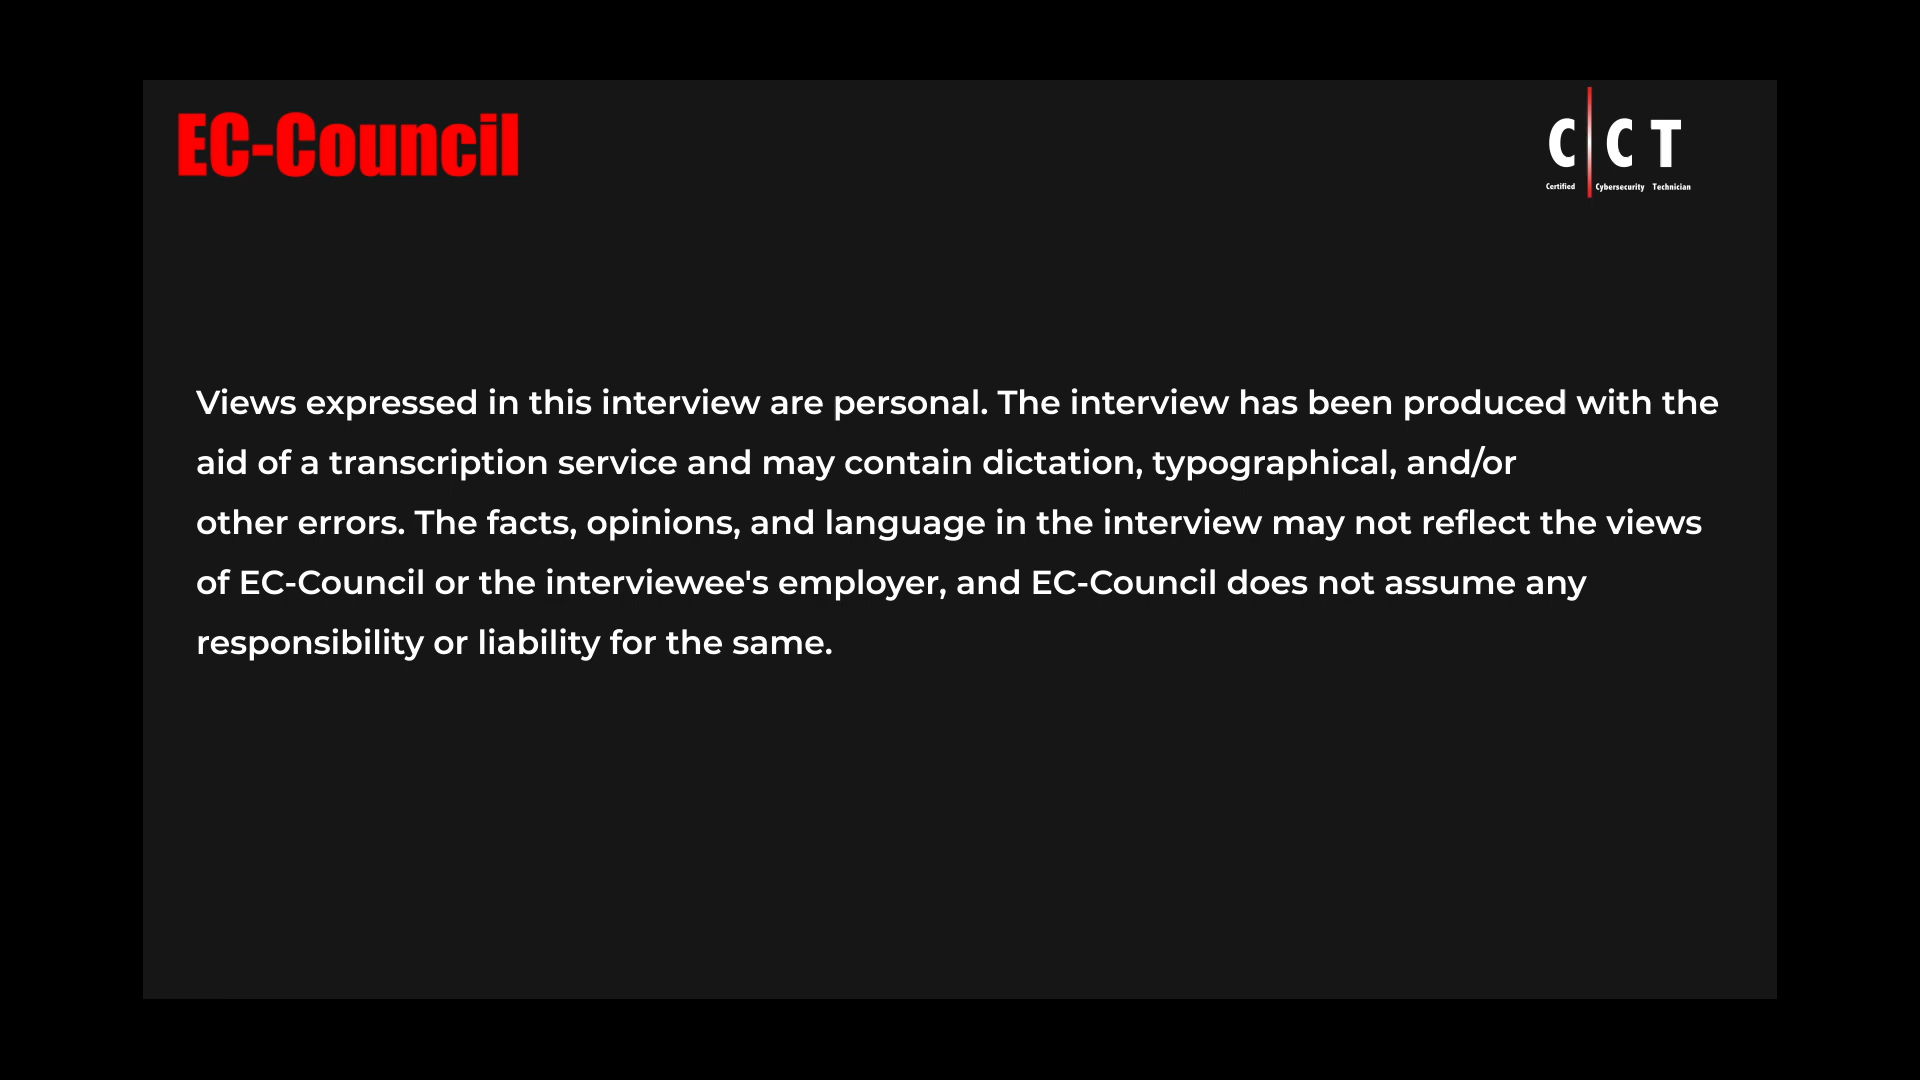 EC-Council
C C T
Certified Cybersecurity Technician
Views expressed in this interview are personal. The interview has been produced with the
aid of a transcription service and may contain dictation, typographical, and/or
other errors. The facts, opinions, and language in the interview may not reflect the views
of EC-Council or the interviewee's employer, and EC-Council does not assume any
responsibility or liability for the same.